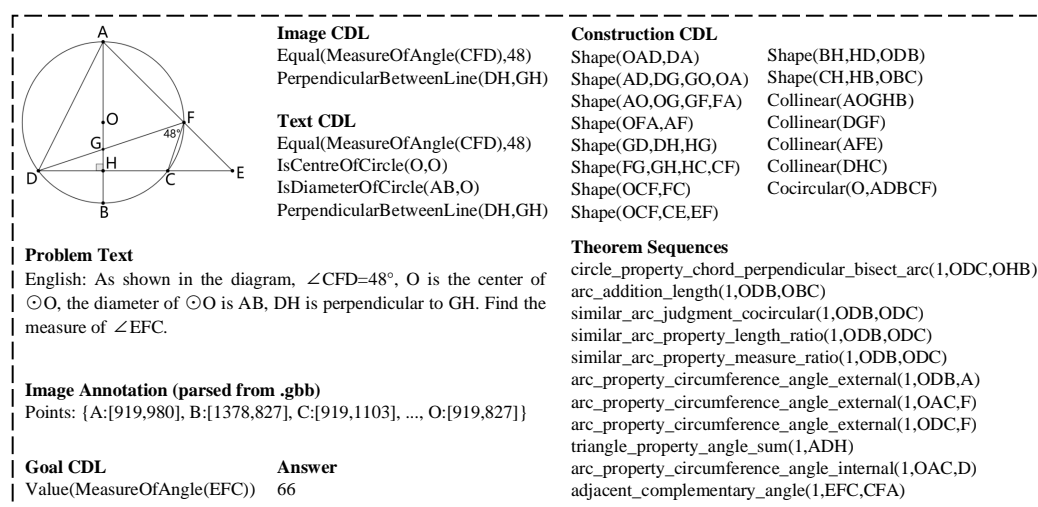 A
O
F
48°
G
H
D
C
E
B
Image CDL
Equal(MeasureOfAngle(CFD),48)
PerpendicularBetweenLine(DH,GH)
Text CDL
Equal(MeasureOfAngle(CFD),48)
IsCentreOfCircle(O,O)
IsDiameterOfCircle(AB,O)
PerpendicularBetweenLine(DH,GH)
Construction CDL
Shape(OAD,DA)
Shape(AD,DG,GO,OA)
Shape(AO,OG,GF,FA)
Shape(OFA,AF)
Shape(GD,DH,HG)
Shape(FG,GH,HC,CF)
Shape(OCF,FC)
Shape(OCF,CE,EF)
Shape(BH,HD,ODB)
Shape(CH,HB,OBC)
Collinear(AOGHB)
Collinear(DGF)
Collinear(AFE)
Collinear(DHC)
Cocircular(O,ADBCF)
Problem Text
English: As shown in the diagram, ∠CFD=48°, O is the center of
⊙O, the diameter of ⊙O is AB, DH is perpendicular to GH. Find the
measure of ∠EFC.
Image Annotation (parsed from .gbb)
Points: {A:[919,980], B:[1378,827], C:[919,1103], ..., O:[919,827]}
Goal CDL
Value(MeasureOfAngle(EFC))
Answer
66
Theorem Sequences
circle_property_chord_perpendicular_bisect_arc(1,ODC,OHB)
arc_addition_length(1,ODB,OBC)
similar_arc_judgment_cocircular(1,ODB,ODC)
similar_arc_property_length_ratio(1,ODB,ODC)
similar_arc_property_measure_ratio(1,ODB,ODC)
arc_property_circumference_angle_external(1,ODB,A)
arc_property_circumference_angle_external(1,OAC,F)
arc_property_circumference_angle_external(1,ODC,F)
triangle_property_angle_sum(1,ADH)
arc_property_circumference_angle_internal(1,OAC,D)
adjacent_complementary_angle(1,EFC,CFA)